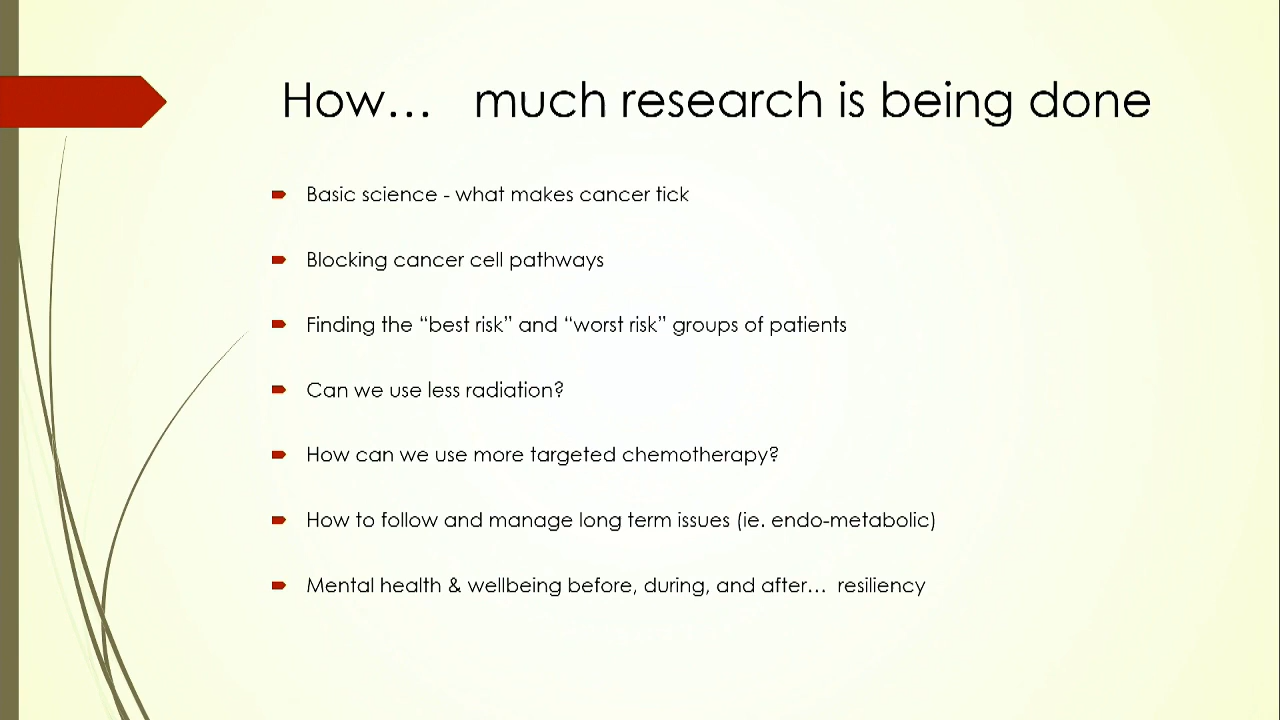 How... much research is being done
Basic science - what makes cancer tick
Blocking cancer cell pathways
Finding the “best risk” and “worst risk” groups of patients
Can we use less radiation?
How can we use more targeted chemotherapy?
How to follow and manage long term issues (ie. endo-metabolic)
Mental health & wellbeing before, during, and after... resiliency